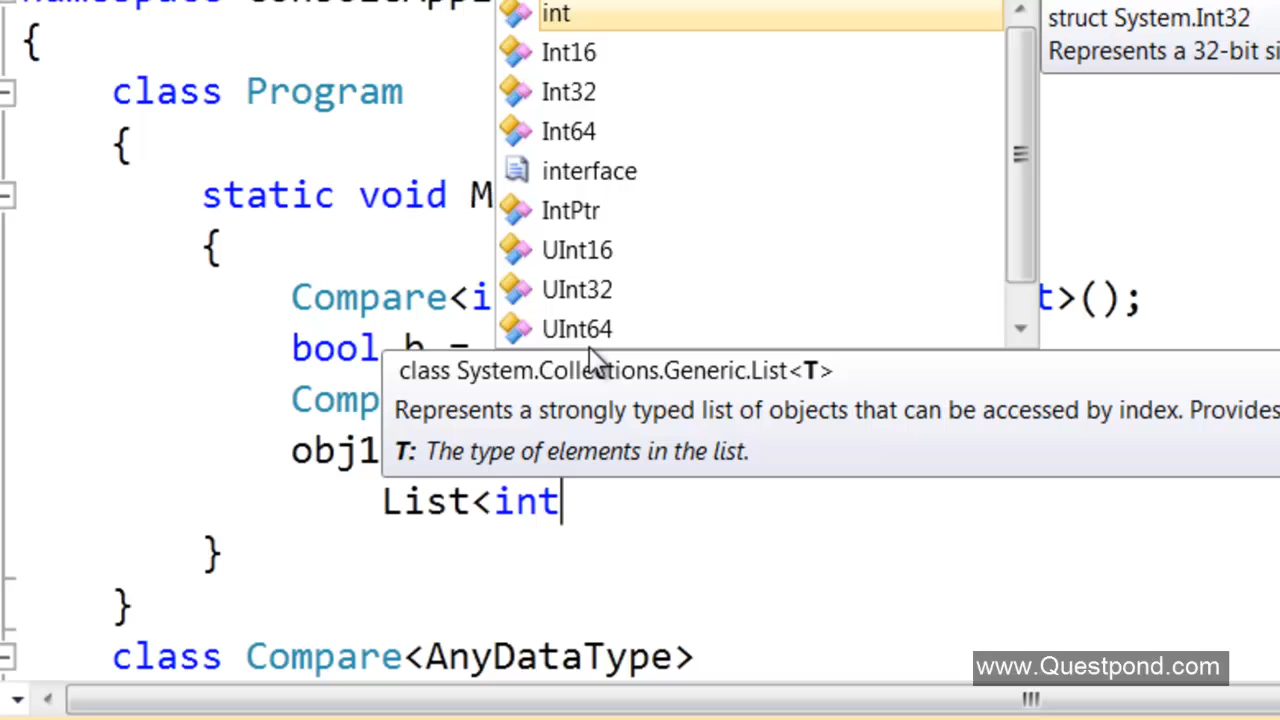 int
struct System.Int32
{
Int16
Represents a 32-bit si
class Program
Int32
{
Int64
interface
static void M
IntPtr
{
UInt16
Compare<i
UInt32
t>();
bool b =
UInt64
class System.Collections.Generic.List<T>
Comp
Represents a strongly typed list of objects that can be accessed by index. Provides
obj1
T: The type of elements in the list.
List<int
}
}
class Compare<AnyDataType>
www.Questpond.com